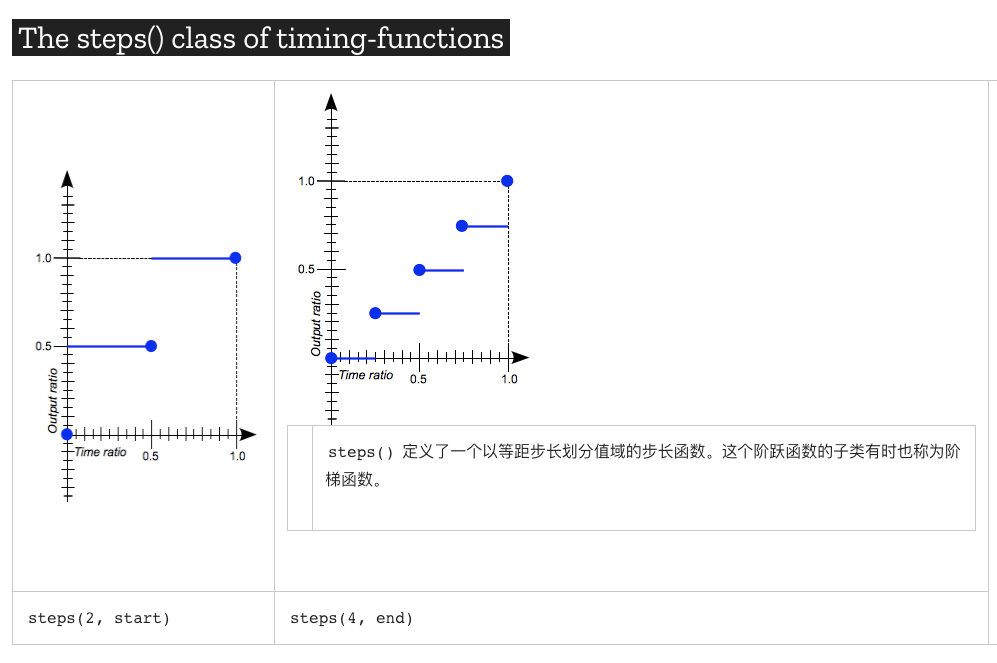 The steps() class of timing-functions
1.0
0.5
Output ratio
Time ratio
0.5
1.0
1.0
0.5
Output ratio
Time ratio
0.5
1.0
steps() 定义了一个以等距步长划分值域的步长函数。这个阶跃函数的子类有时也称为阶
梯函数。
steps(2, start)
steps(4, end)